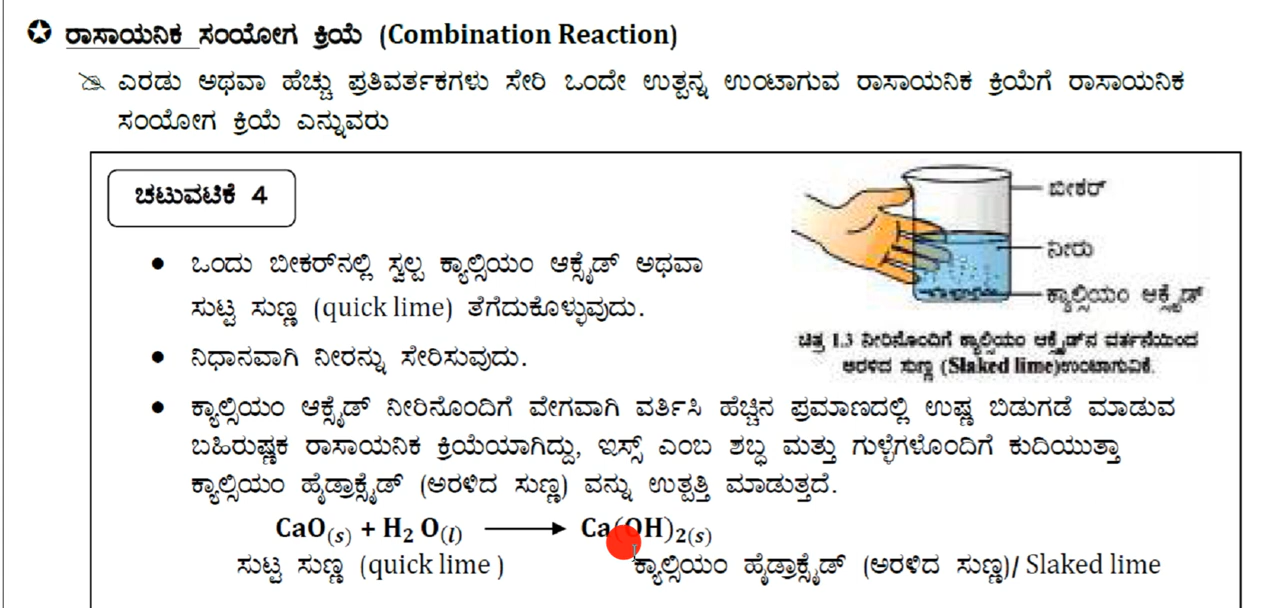 ✪ ರಾಸಾಯನಿಕ ಸಂಯೋಗ ಕ್ರಿಯೆ (Combination Reaction)
ಎರಡು ಅಥವಾ ಹೆಚ್ಚು ಪ್ರತಿವರ್ತಕಗಳು ಸೇರಿ ಒಂದೇ ಉತ್ಪನ್ನ ಉಂಟಾಗುವ ರಾಸಾಯನಿಕ ಕ್ರಿಯೆಗೆ ರಾಸಾಯನಿಕ
ಸಂಯೋಗ ಕ್ರಿಯೆ ಎನ್ನುವರು
ಚಟುವಟಿಕೆ 4
ಬೀಕರ್
ನೀರು
ಕ್ಯಾಲ್ಸಿಯಂ ಆಕ್ಸೈಡ್
ಚಿತ್ರ 1.3 ನೀರಿನೊಂದಿಗೆ ಕ್ಯಾಲ್ಸಿಯಂ ಆಕ್ಸೈಡ್‌ನ ವರ್ತನೆಯಿಂದ
ಅರಳಿದ ಸುಣ್ಣ (Slaked lime)ಉಂಟಾಗುವಿಕೆ.
• ಒಂದು ಬೀಕರ್‌ನಲ್ಲಿ ಸ್ವಲ್ಪ ಕ್ಯಾಲ್ಸಿಯಂ ಆಕ್ಸೈಡ್ ಅಥವಾ
ಸುಟ್ಟ ಸುಣ್ಣ (quick lime) ತೆಗೆದುಕೊಳ್ಳುವುದು.
• ನಿಧಾನವಾಗಿ ನೀರನ್ನು ಸೇರಿಸುವುದು.
• ಕ್ಯಾಲ್ಸಿಯಂ ಆಕ್ಸೈಡ್ ನೀರಿನೊಂದಿಗೆ ವೇಗವಾಗಿ ವರ್ತಿಸಿ ಹೆಚ್ಚಿನ ಪ್ರಮಾಣದಲ್ಲಿ ಉಷ್ಣ ಬಿಡುಗಡೆ ಮಾಡುವ
ಬಹಿರುಷ್ಣಕ ರಾಸಾಯನಿಕ ಕ್ರಿಯೆಯಾಗಿದ್ದು, ಇಸ್ಸ್ ಎಂಬ ಶಬ್ಧ ಮತ್ತು ಗುಳ್ಳೆಗಳೊಂದಿಗೆ ಕುದಿಯುತ್ತಾ
ಕ್ಯಾಲ್ಸಿಯಂ ಹೈಡ್ರಾಕ್ಸೈಡ್ (ಅರಳಿದ ಸುಣ್ಣ) ವನ್ನು ಉತ್ಪತ್ತಿ ಮಾಡುತ್ತದೆ.
CaO(s) + H₂ O(l) ⟶ Ca(OH)₂(s)
ಸುಟ್ಟ ಸುಣ್ಣ (quick lime ) ಕ್ಯಾಲ್ಸಿಯಂ ಹೈಡ್ರಾಕ್ಸೈಡ್ (ಅರಳಿದ ಸುಣ್ಣ)/ Slaked lime